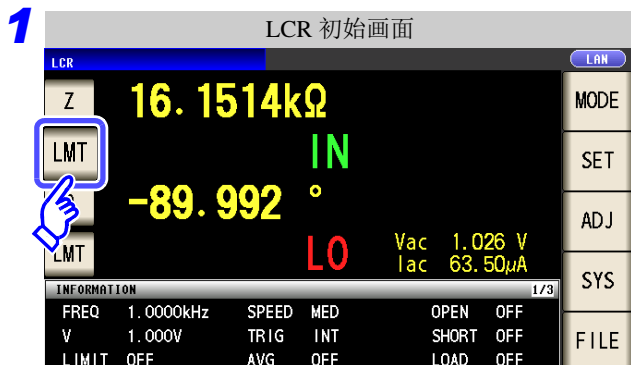 1
LCR 初始画面
LCR
LAN
Z
16.1514kΩ
MODE
LMT
IN
SET
-89.992 °
ADJ
LMT
LO
Vac 1.026 V
Iac 63.50μA
SYS
INFORMATION
1/3
FREQ 1.0000kHz SPEED MED OPEN OFF
V 1.000V TRIG INT SHORT OFF
FILE
LIMIT OFF AVG OFF LOAD OFF